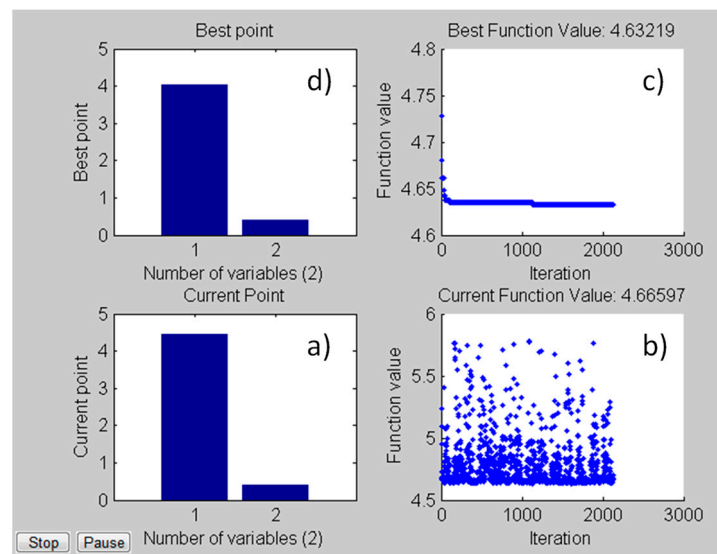 Best point
5
4
3
2
1
0
Best point
d)
1 2
Number of variables (2)
Best Function Value: 4.63219
4.8
4.75
4.7
4.65
4.6
Function value
c)
0 1000 2000 3000
Iteration
Current Point
5
4
3
2
1
0
Current point
a)
1 2
Number of variables (2)
Current Function Value: 4.66597
6
5.5
5
4.5
Function value
b)
0 1000 2000 3000
Iteration
Stop Pause